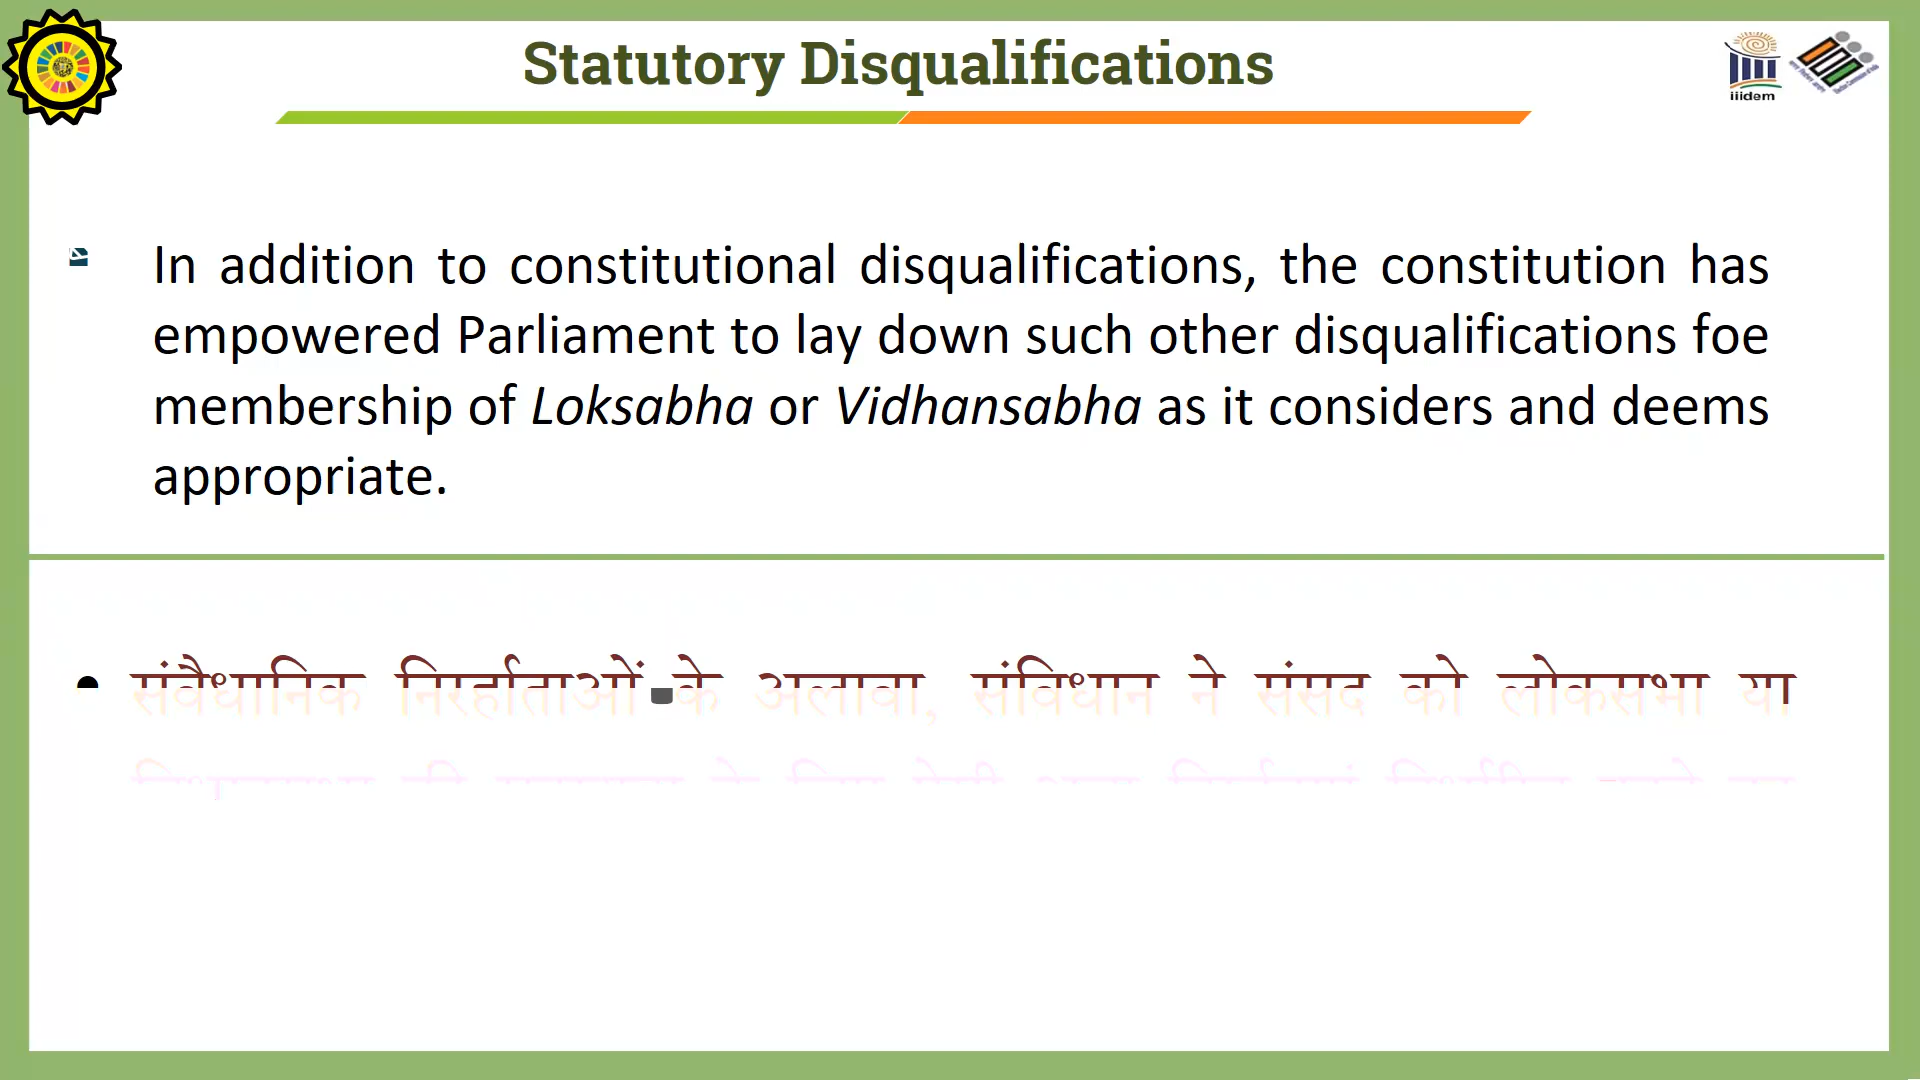 Statutory Disqualifications
iiidem
In addition to constitutional disqualifications, the constitution has
empowered Parliament to lay down such other disqualifications foe
membership of Loksabha or Vidhansabha as it considers and deems
appropriate.
संवैधानिक निरर्हाताओं के अलावा, संविधान ने संसद को लोकसभा या